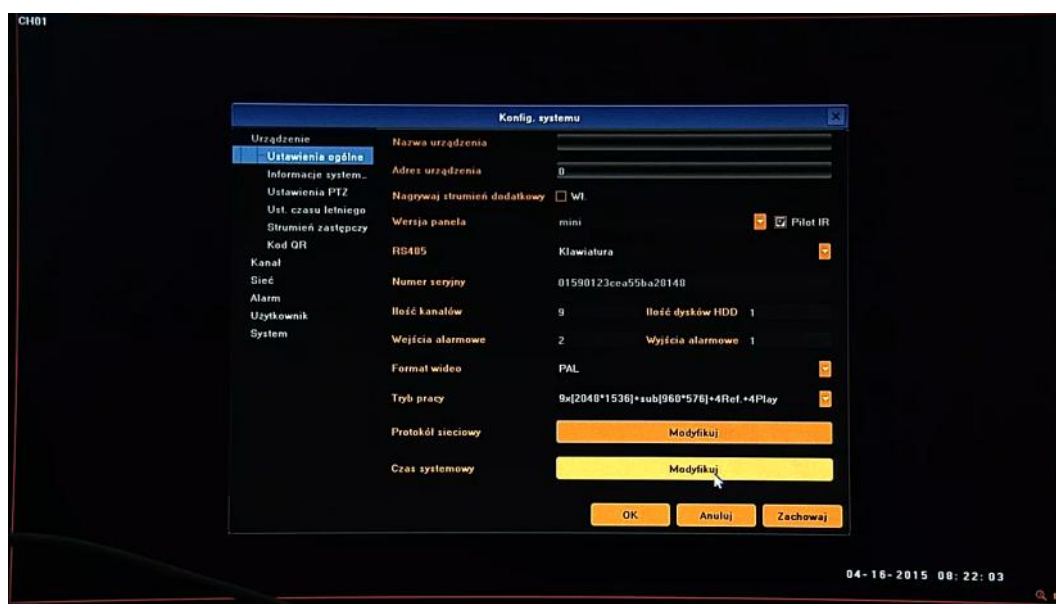 CH01
Konfig. systemu
Urządzenie
Ustawienia ogólne
Informacje system..
Ustawienia PTZ
Ust. czasu letniego
Strumień zastępczy
Kod QR
Kanał
Sieć
Alarm
Użytkownik
System
Nazwa urządzenia
Adres urządzenia 0
Nagrywaj strumień dodatkowy Wł.
Wersja panela mini Pilot IR
RS485 Klawiatura
Numer seryjny 01590123cea55ba20140
Ilość kanałów 9 Ilość dysków HDD 1
Wejścia alarmowe 2 Wyjścia alarmowe 1
Format wideo PAL
Tryb pracy 9x[2048*1536]+sub[960*576]+4Ref.+4Play
Protokół sieciowy Modyfikuj
Czas systemowy Modyfikuj
OK Anuluj Zachowaj
04-16-2015 08:22:03